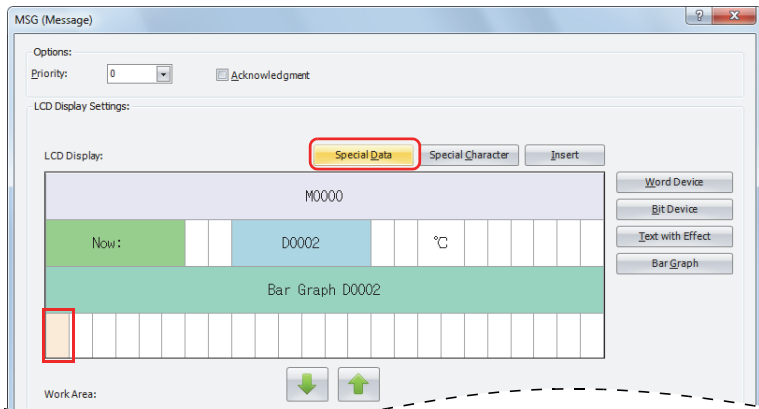 MSG (Message)
Options:
Priority: 0 Acknowledgment
LCD Display Settings:
LCD Display: Special Data Special Character Insert
M0000 Word Device
Bit Device
Now: D0002 ℃ Text with Effect
Bar Graph
Bar Graph D0002
Work Area: